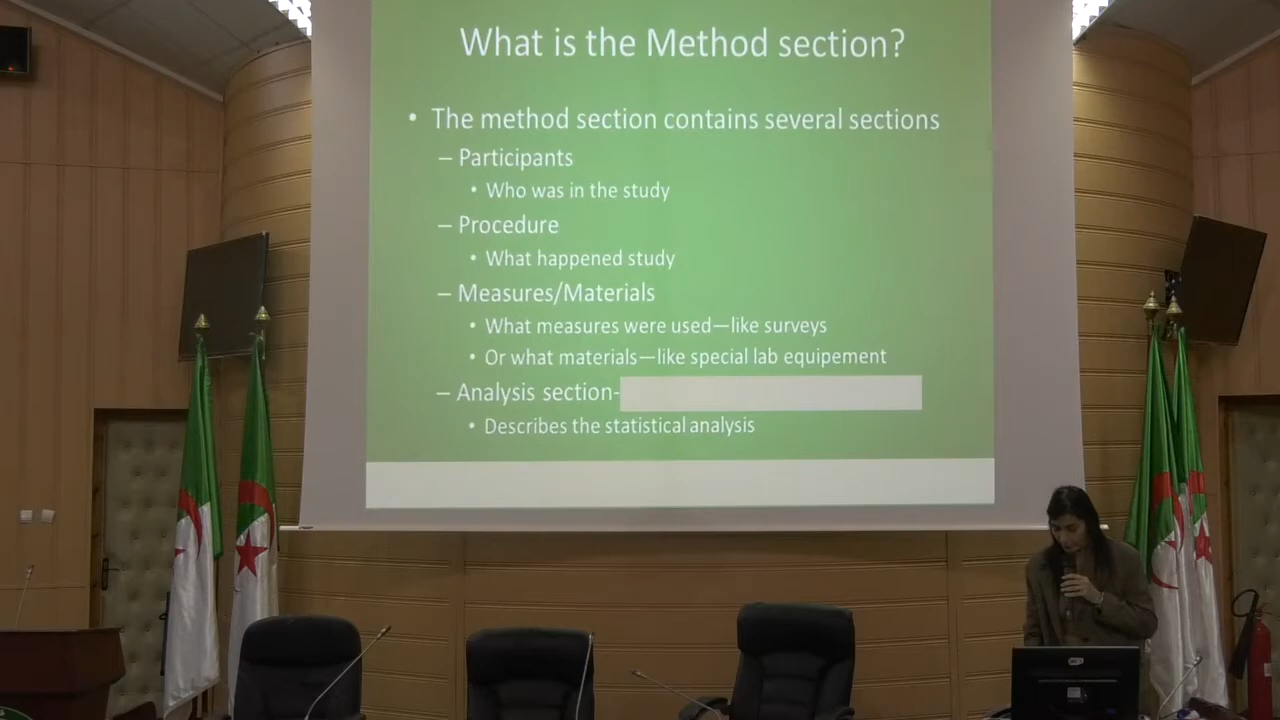 What is the Method section?
• The method section contains several sections
– Participants
• Who was in the study
– Procedure
• What happened study
– Measures/Materials
• What measures were used—like surveys
• Or what materials—like special lab equipement
– Analysis section-
• Describes the statistical analysis